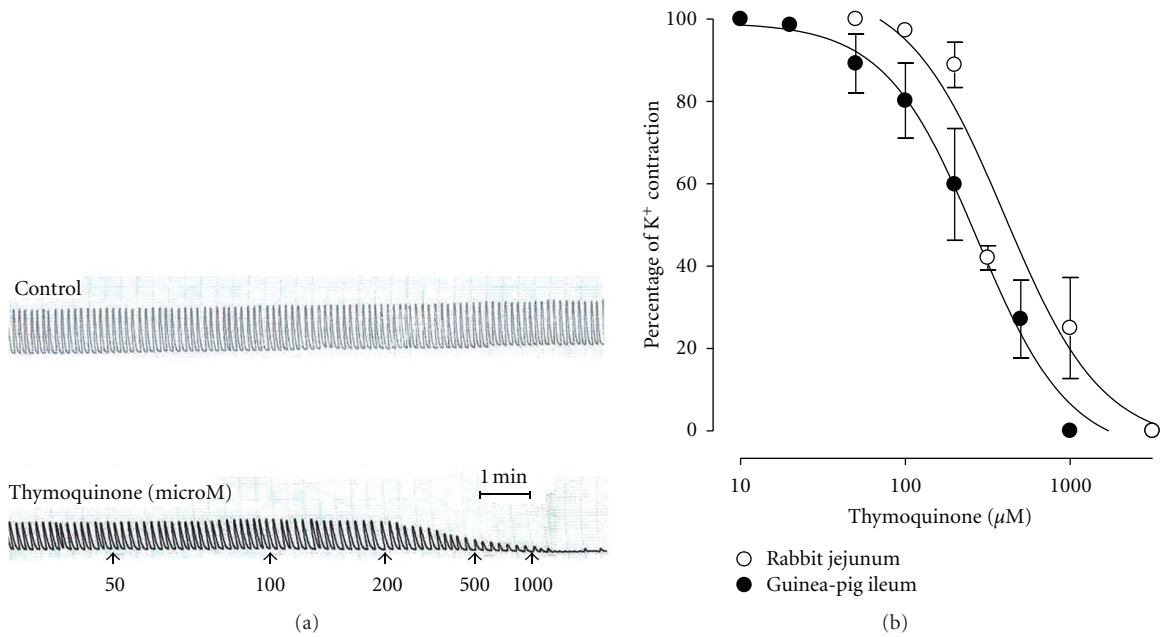 Control
Thymoquinone (microM)
1 min
50 100 200 500 1000
(a)
Percentage of K⁺ contraction
100
80
60
40
20
0
10 100 1000
Thymoquinone (μM)
Rabbit jejunum
Guinea-pig ileum
(b)